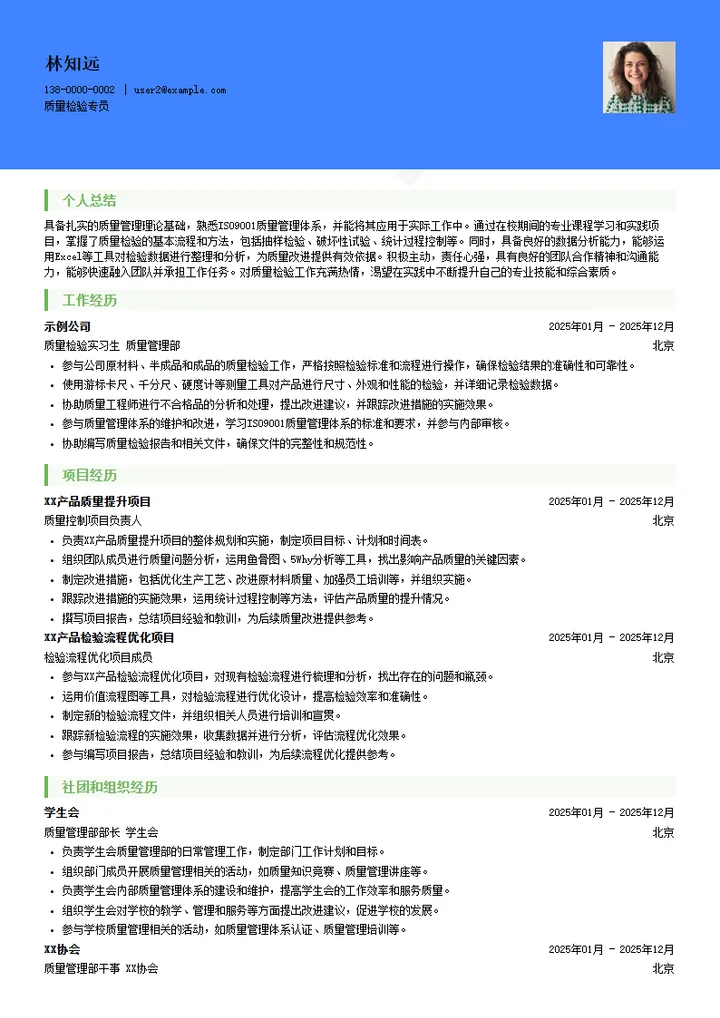 林知远
138-0000-0002 | user2@example.com
质量检验专员
个人总结
具备扎实的质量管理理论基础，熟悉ISO9001质量管理体系，并能将其应用于实际工作中。通过在校期间的专业课程学习和实践项
目，掌握了质量检验的基本流程和方法，包括抽样检验、破坏性试验、统计过程控制等。同时，具备良好的数据分析能力，能够运
用Excel等工具对检验数据进行整理和分析，为质量改进提供有效依据。积极主动，责任心强，具有良好的团队合作精神和沟通能
力，能够快速融入团队并承担工作任务。对质量检验工作充满热情，渴望在实践中不断提升自己的专业技能和综合素质。
工作经历
示例公司 2025年01月 - 2025年12月
质量检验实习生 质量管理部 北京
• 参与公司原材料、半成品和成品的质量检验工作，严格按照检验标准和流程进行操作，确保检验结果的准确性和可靠性。
• 使用游标卡尺、千分尺、硬度计等测量工具对产品进行尺寸、外观和性能的检验，并详细记录检验数据。
• 协助质量工程师进行不合格品的分析和处理，提出改进建议，并跟踪改进措施的实施效果。
• 参与质量管理体系的维护和改进，学习ISO9001质量管理体系的标准和要求，并参与内部审核。
• 协助编写质量检验报告和相关文件，确保文件的完整性和规范性。
项目经历
XX产品质量提升项目 2025年01月 - 2025年12月
质量控制项目负责人 北京
• 负责XX产品质量提升项目的整体规划和实施，制定项目目标、计划和时间表。
• 组织团队成员进行质量问题分析，运用鱼骨图、5Why分析等工具，找出影响产品质量的关键因素。
• 制定改进措施，包括优化生产工艺、改进原材料质量、加强员工培训等，并组织实施。
• 跟踪改进措施的实施效果，运用统计过程控制等方法，评估产品质量的提升情况。
• 撰写项目报告，总结项目经验和教训，为后续质量改进提供参考。
XX产品检验流程优化项目 2025年01月 - 2025年12月
检验流程优化项目成员 北京
• 参与XX产品检验流程优化项目，对现有检验流程进行梳理和分析，找出存在的问题和瓶颈。
• 运用价值流程图等工具，对检验流程进行优化设计，提高检验效率和准确性。
• 制定新的检验流程文件，并组织相关人员进行培训和宣贯。
• 跟踪新检验流程的实施效果，收集数据并进行分析，评估流程优化效果。
• 参与编写项目报告，总结项目经验和教训，为后续流程优化提供参考。
社团和组织经历
学生会 2025年01月 - 2025年12月
质量管理部部长 学生会 北京
• 负责学生会质量管理部的日常管理工作，制定部门工作计划和目标。
• 组织部门成员开展质量管理相关的活动，如质量知识竞赛、质量管理讲座等。
• 负责学生会内部质量管理体系的建设和维护，提高学生会的工作效率和服务质量。
• 组织学生会对学校的教学、管理和服务等方面提出改进建议，促进学校的发展。
• 参与学校质量管理相关的活动，如质量管理体系认证、质量管理培训等。
XX协会 2025年01月 - 2025年12月
质量管理部干事 XX协会 北京